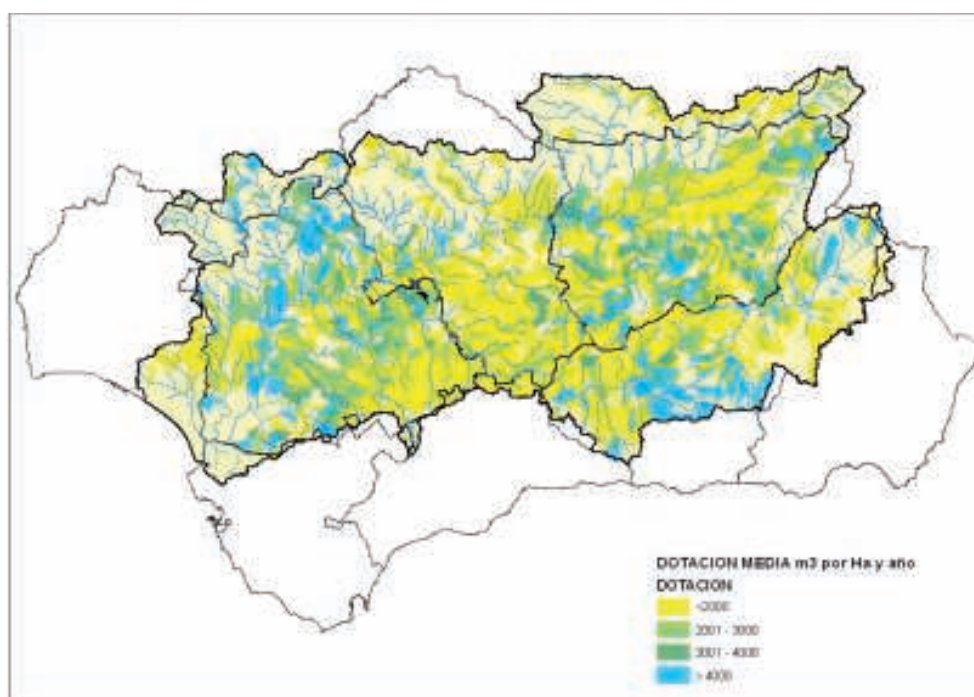 DOTACION MEDIA m3 por Ha y año
DOTACION
<2000
2001 - 3000
3001 - 4000
> 4000